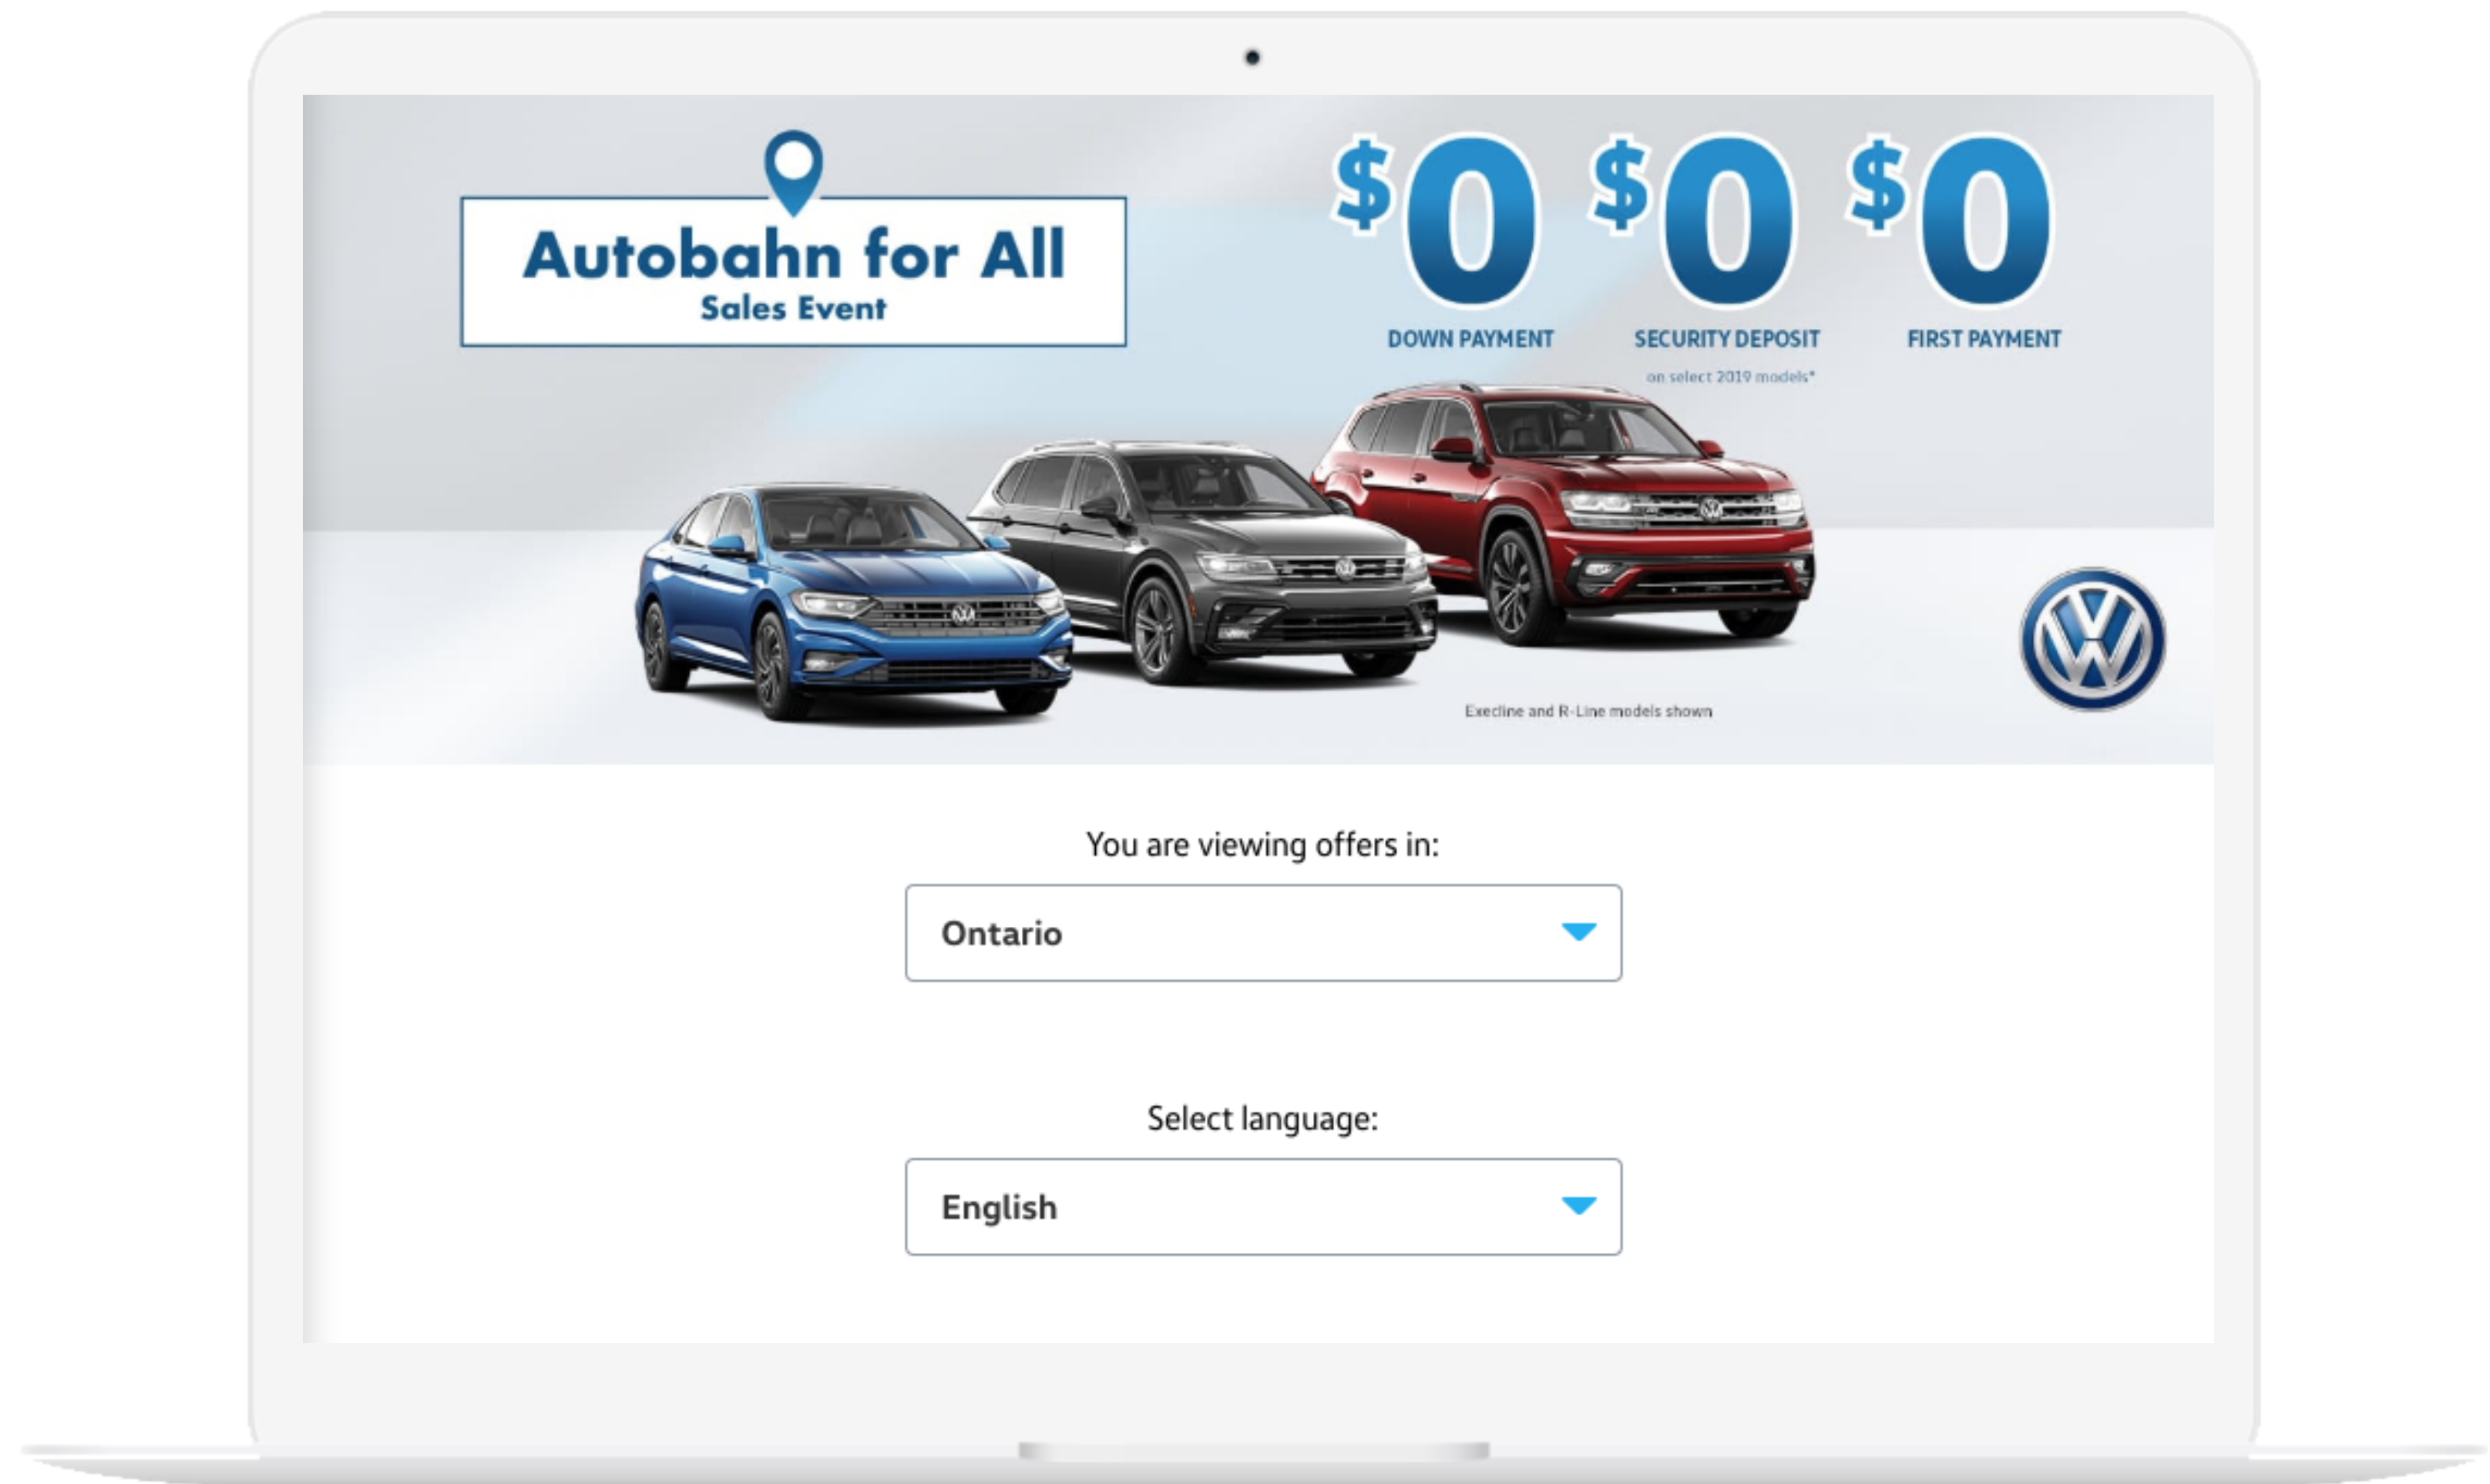 Autobahn for All
Sales Event
$0 $0 $0
DOWN PAYMENT SECURITY DEPOSIT FIRST PAYMENT
on select 2019 models*
Execline and R-Line models shown
You are viewing offers in:
Ontario
Select language:
English